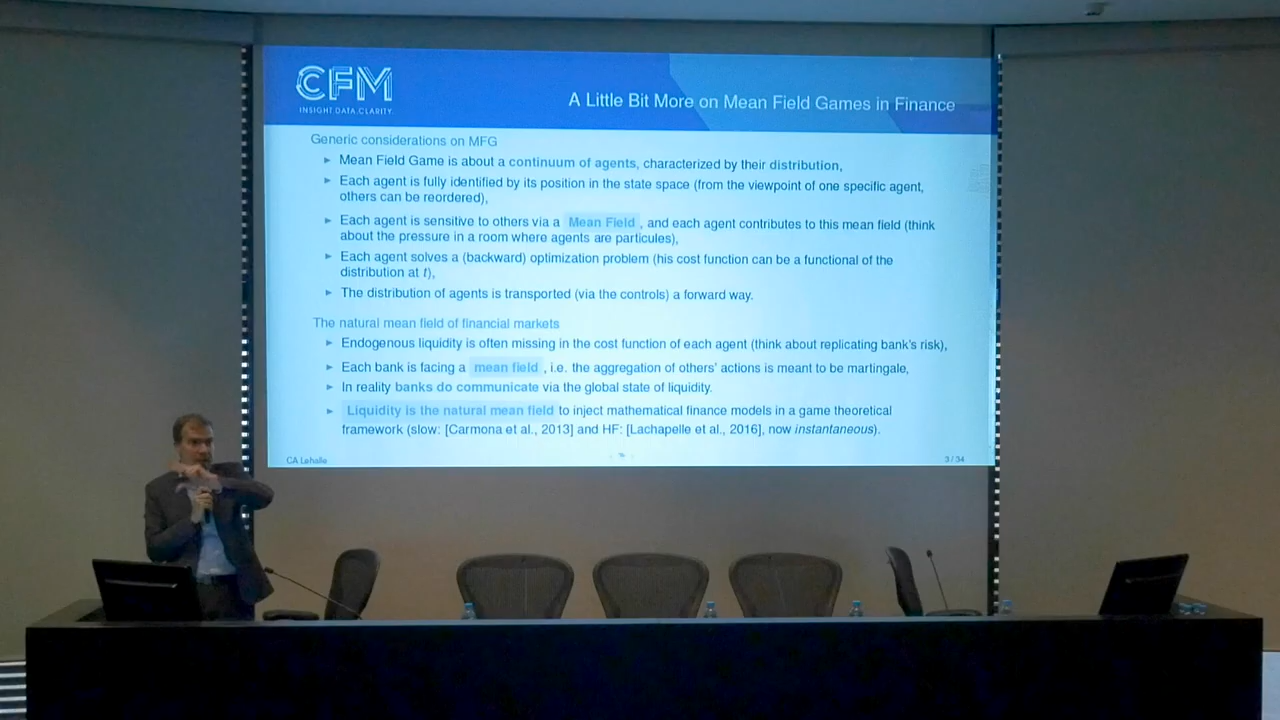 CFM
INSIGHT.DATA.CLARITY.
A Little Bit More on Mean Field Games in Finance
Generic considerations on MFG
► Mean Field Game is about a continuum of agents, characterized by their distribution,
► Each agent is fully identified by its position in the state space (from the viewpoint of one specific agent,
others can be reordered),
► Each agent is sensitive to others via a Mean Field , and each agent contributes to this mean field (think
about the pressure in a room where agents are particules),
► Each agent solves a (backward) optimization problem (his cost function can be a functional of the
distribution at t),
► The distribution of agents is transported (via the controls) a forward way.
The natural mean field of financial markets
► Endogenous liquidity is often missing in the cost function of each agent (think about replicating bank's risk),
► Each bank is facing a mean field , i.e. the aggregation of others' actions is meant to be martingale,
► In reality banks do communicate via the global state of liquidity.
► Liquidity is the natural mean field to inject mathematical finance models in a game theoretical
framework (slow: [Carmona et al., 2013] and HF: [Lachapelle et al., 2016], now instantaneous).
CA Lehalle
3 / 34